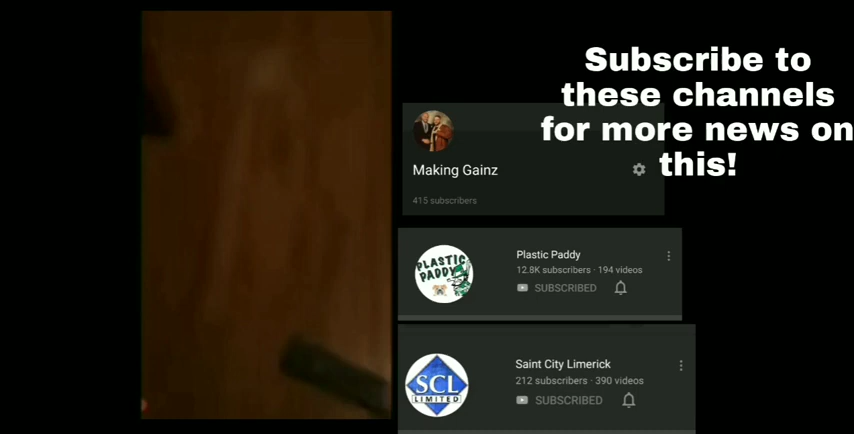 Subscribe to
these channels
for more news on
this!
Making Gainz
415 subscribers
PLASTIC
PADDY
Plastic Paddy
12.8K subscribers · 194 videos
SUBSCRIBED
SCL
LIMITED
Saint City Limerick
212 subscribers · 390 videos
SUBSCRIBED